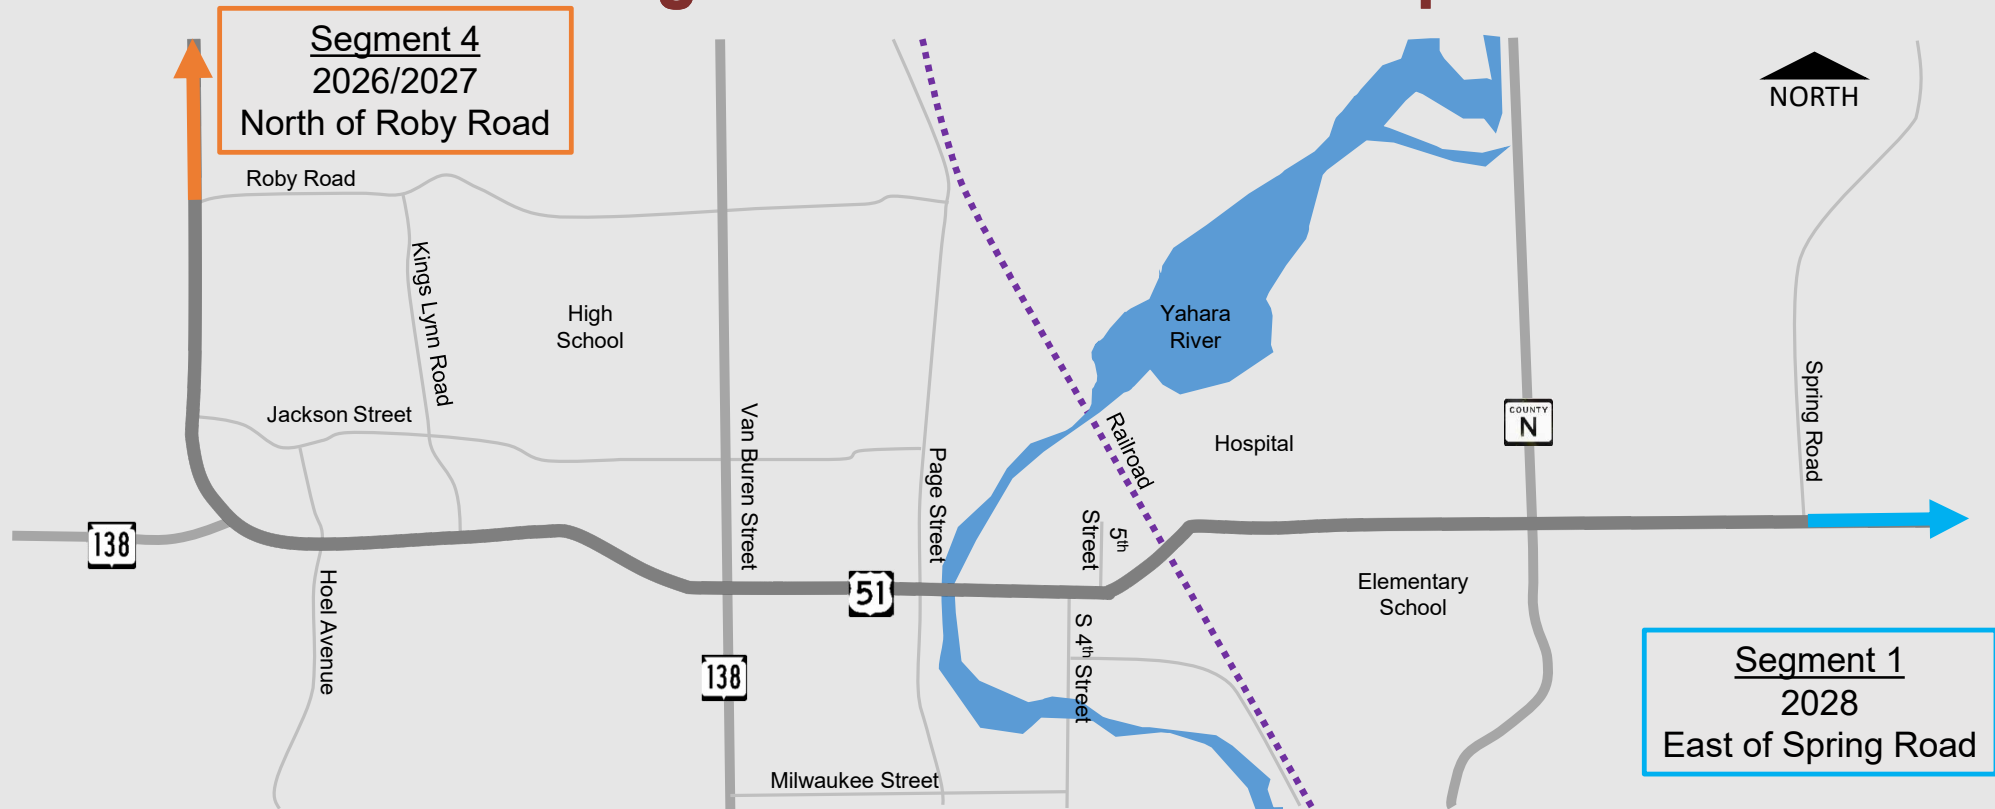 Segment 4
2026/2027
North of Roby Road
NORTH
Roby Road
Kings Lynn Road
High
School
Yahara
River
Jackson Street
Van Buren Street
Page Street
Railroad
Hospital
COUNTY
N
Spring Road
138
5th
Street
51
Hoel Avenue
Elementary
School
S 4th Street
138
Segment 1
2028
East of Spring Road
Milwaukee Street